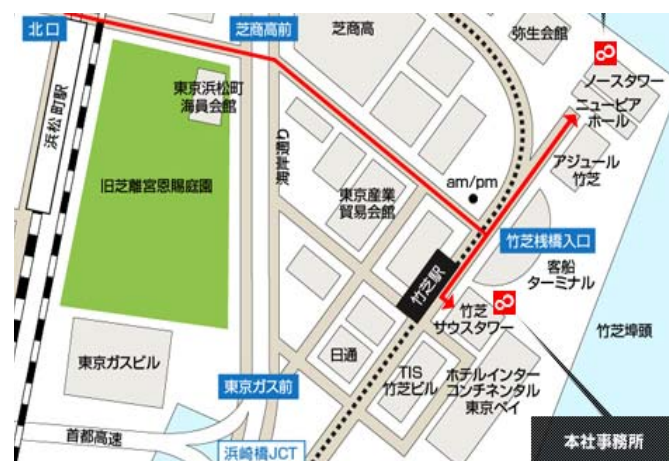 北口
芝商高前
芝商高
弥生会館
ノースタワー
ニューピア
ホール
東京浜松町
海員会館
浜松町駅
海岸通り
アジュール
竹芝
am/pm
旧芝離宮恩賜庭園
東京産業
貿易会館
竹芝桟橋入口
客船
ターミナル
竹芝駅
竹芝
サウスタワー
竹芝埠頭
東京ガスビル
日通
TIS
竹芝ビル
ホテルインター
コンチネンタル
東京ベイ
東京ガス前
首都高速
浜崎橋JCT
本社事務所